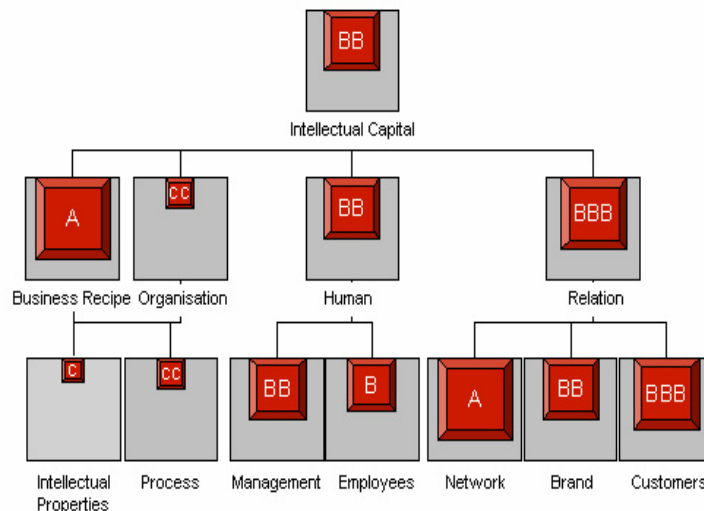 BB
Intellectual Capital
A
CC
BB
BBB
Business Recipe
Organisation
Human
Relation
C
CC
BB
B
A
BB
BBB
Intellectual
Properties
Process
Management
Employees
Network
Brand
Customers